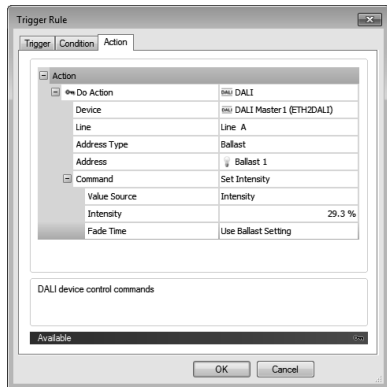 Trigger Rule
Trigger Condition Action
Action
Do Action DALI DALI
Device DALI DALI Master1 (ETH2DALI)
Line Line A
Address Type Ballast
Address Ballast 1
Command Set Intensity
Value Source Intensity
Intensity 29.3 %
Fade Time Use Ballast Setting
DALI device control commands
Available
OK Cancel